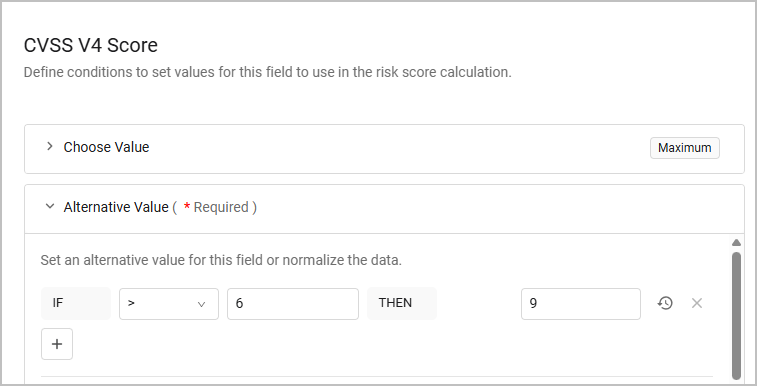 CVSS V4 Score
Define conditions to set values for this field to use in the risk score calculation.
Choose Value Maximum
Alternative Value ( * Required )
Set an alternative value for this field or normalize the data.
IF > 6 THEN 9
+